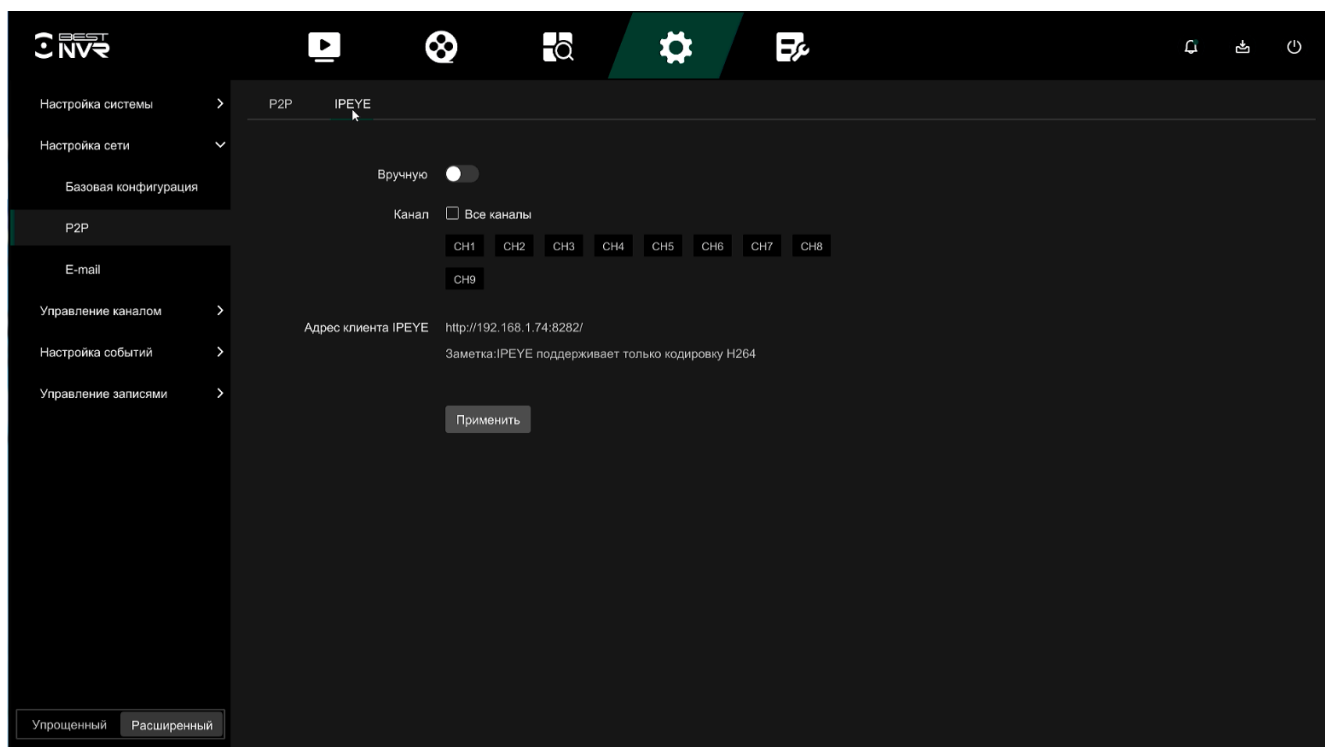 BEST
NVR
Настройка системы
Настройка сети
Базовая конфигурация
P2P
E-mail
Управление каналом
Настройка событий
Управление записями
Упрощенный Расширенный
P2P IPEYE
Вручную
Канал Все каналы
CH1 CH2 CH3 CH4 CH5 CH6 CH7 CH8
CH9
Адрес клиента IPEYE http://192.168.1.74:8282/
Заметка:IPEYE поддерживает только кодировку H264
Применить